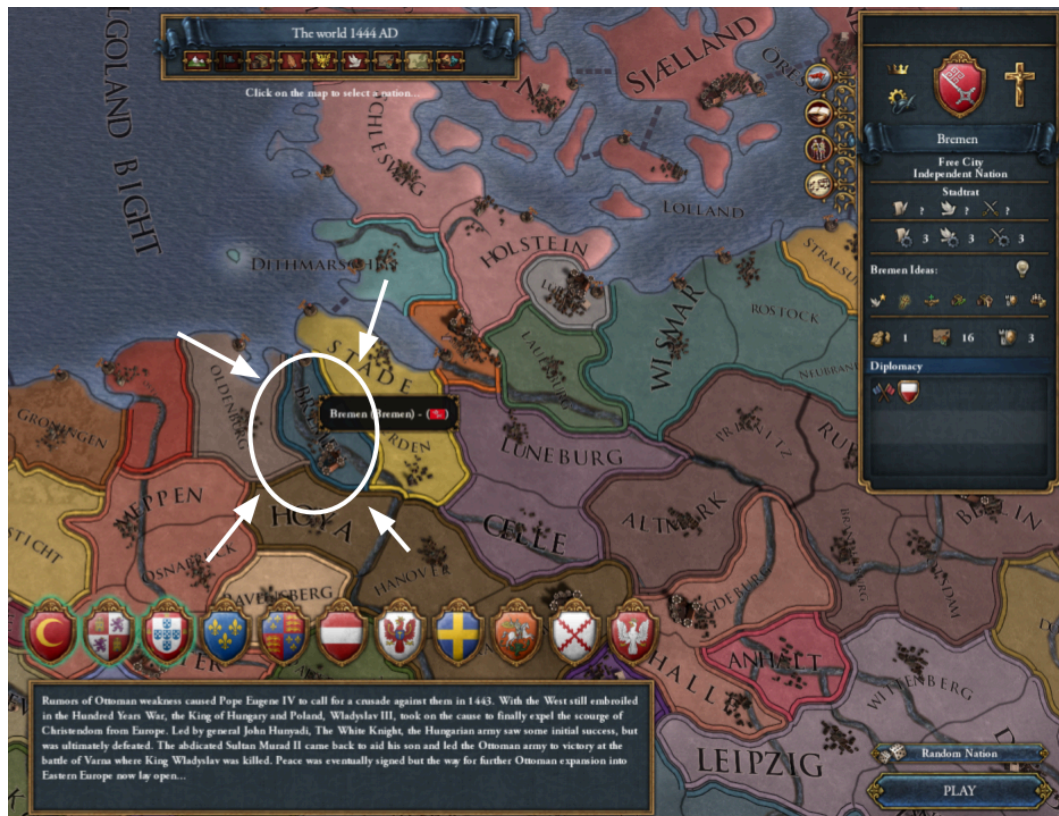 The world 1444 AD
Click on the map to select a nation...
GOLAND BIGHT
SCHLESWIG
SJÆLLAND
LOLLAND
DITHMARSCHEN
HOLSTEIN
STRALSUND
WISMAR
ROSTOCK
LAUENBURG
OLDENBURG
STADE
Bremen (Bremen) - ( )
GRONINGEN
RDEN
LUNEBURG
MEPPEN
HOYA
CELLE
ALTMARK
BERLIN
STICHT
OSNABRUCK
HANOVER
RAVENSBERG
HALL
ANHALT
WITTENBERG
LEIPZIG
Bremen
Free City
Independent Nation
Stadtrat
? ? ?
3 3 3
Bremen Ideas:
1 16 3
Diplomacy
Rumors of Ottoman weakness caused Pope Eugene IV to call for a crusade against them in 1443. With the West still embroiled
in the Hundred Years War, the King of Hungary and Poland, Wladyslav III, took on the cause to finally expel the scourge of
Christendom from Europe. Led by general John Hunyadi, The White Knight, the Hungarian army saw some initial success, but
was ultimately defeated. The abdicated Sultan Murad II came back to aid his son and led the Ottoman army to victory at the
battle of Varna where King Wladyslav was killed. Peace was eventually signed but the way for further Ottoman expansion into
Eastern Europe now lay open...
Random Nation
PLAY